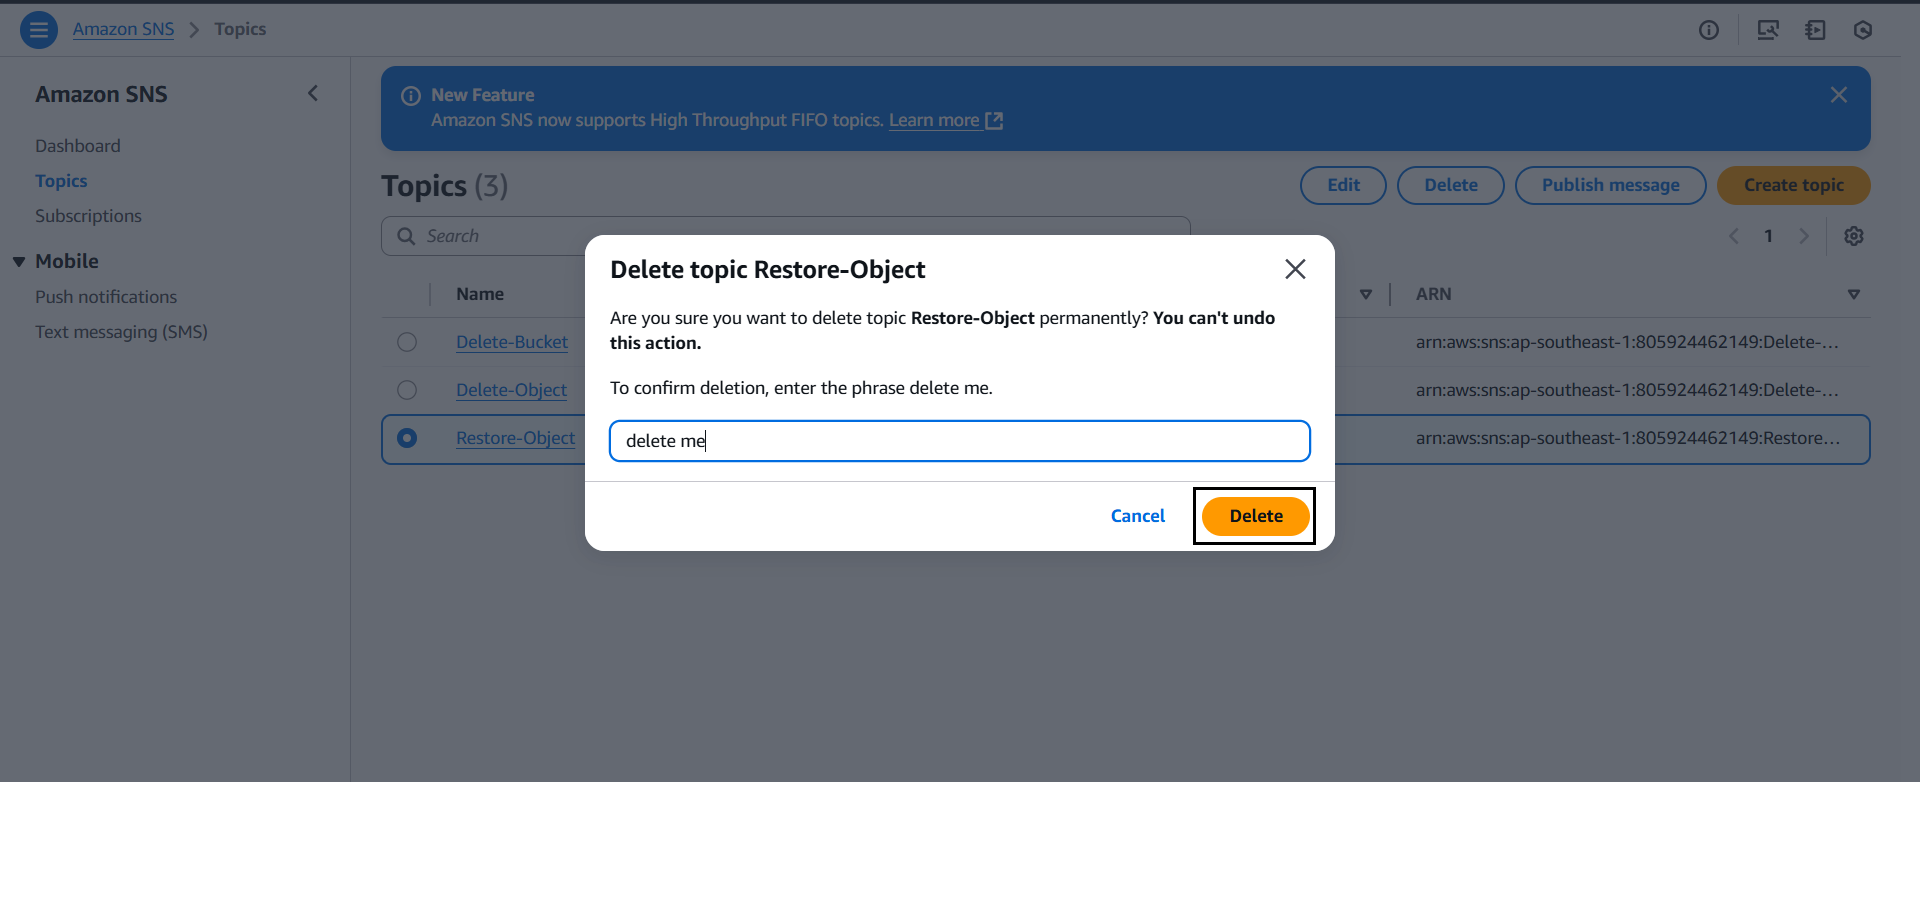 Amazon SNS > Topics
Amazon SNS
Dashboard
Topics
Subscriptions
Mobile
Push notifications
Text messaging (SMS)
New Feature
Amazon SNS now supports High Throughput FIFO topics. Learn more
Topics (3)
Edit
Delete
Publish message
Create topic
Search
1
Name
ARN
Delete-Bucket
arn:aws:sns:ap-southeast-1:805924462149:Delete-...
Delete-Object
arn:aws:sns:ap-southeast-1:805924462149:Delete-...
Restore-Object
arn:aws:sns:ap-southeast-1:805924462149:Restore...
Delete topic Restore-Object
Are you sure you want to delete topic Restore-Object permanently? You can't undo
this action.
To confirm deletion, enter the phrase delete me.
delete me
Cancel
Delete